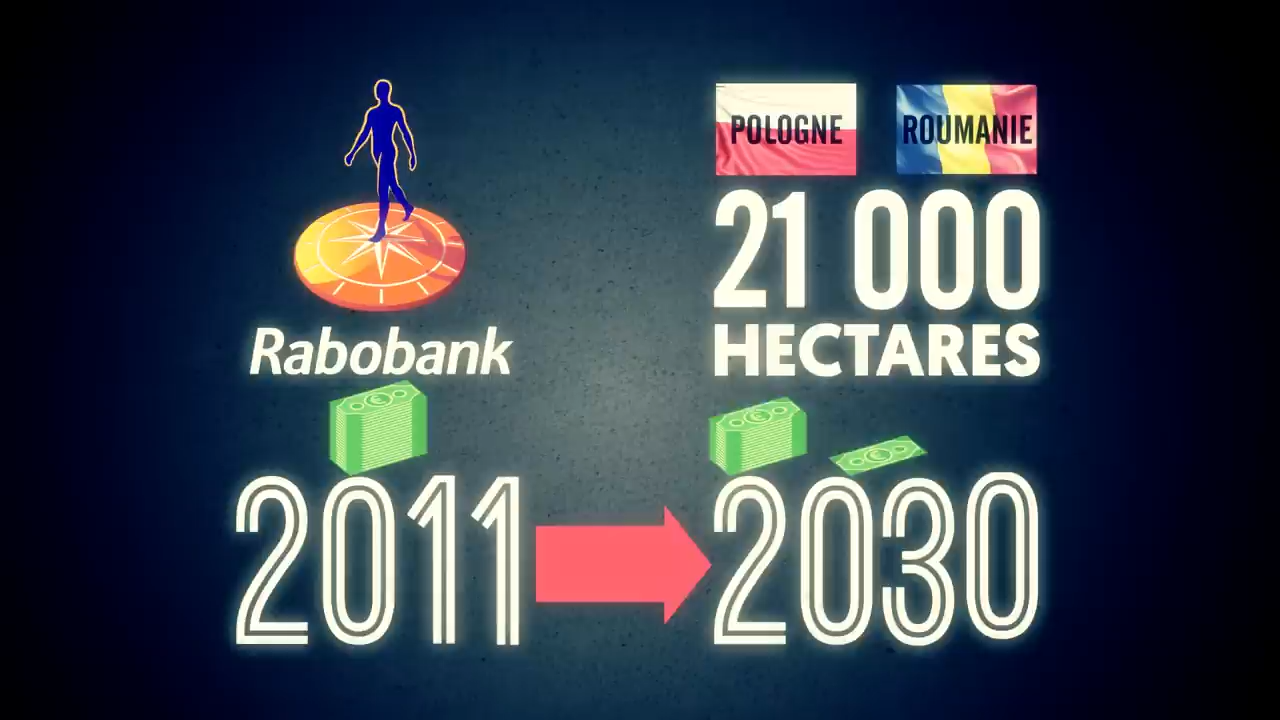 POLOGNE
ROUMANIE
21 000
HECTARES
Rabobank
2011
2030